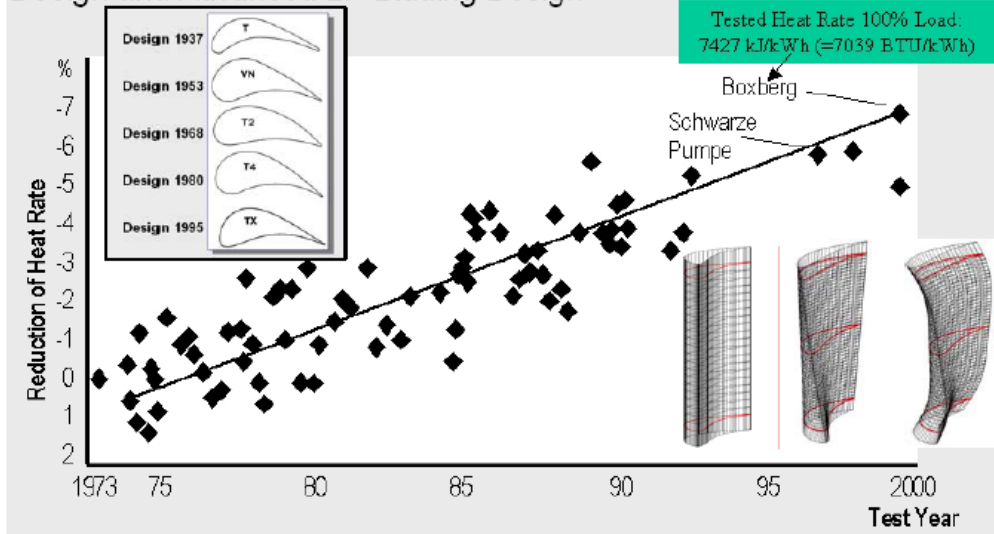 Tested Heat Rate 100% Load:
7427 kJ/kWh (=7039 BTU/kWh)
Design 1937 T
Design 1953 VN
Design 1968 T2
Design 1980 T4
Design 1995 TX
Boxberg
Schwarze
Pumpe
%
-7
-6
-5
-4
-3
-2
-1
0
1
2
Reduction of Heat Rate
1973 75 80 85 90 95 2000
Test Year